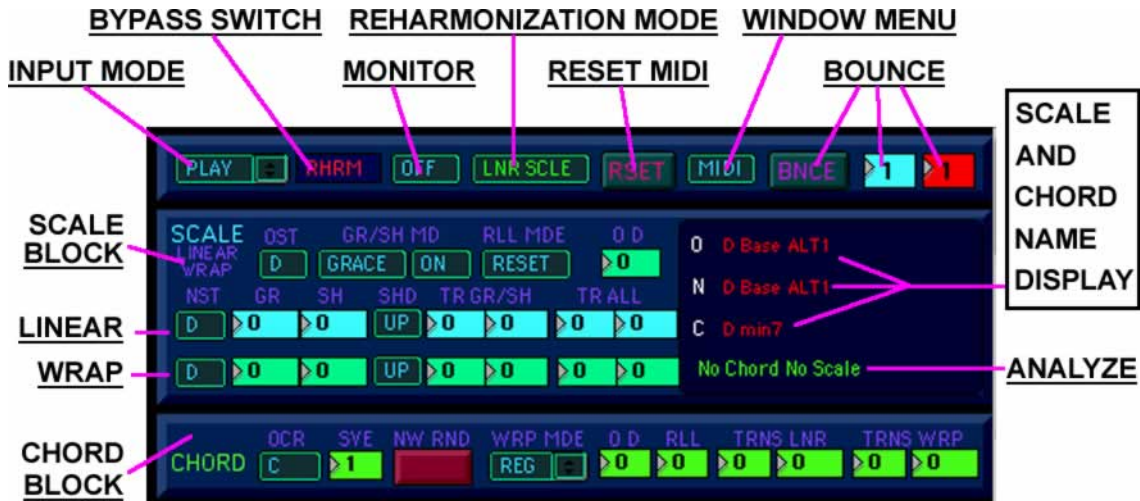 BYPASS SWITCH REHARMONIZATION MODE WINDOW MENU
INPUT MODE MONITOR RESET MIDI BOUNCE
SCALE
AND
CHORD
NAME
DISPLAY
PLAY RHRM OFF LNR SCLE RSET MIDI BNCE 1 1
SCALE
BLOCK
SCALE OST GR/SH MD RLL MDE O D
LINEAR
WRAP
D GRACE ON RESET 0
NST GR SH SHD TR GR/SH TR ALL
LINEAR
D 0 0 UP 0 0 0 0
WRAP
D 0 0 UP 0 0 0 0
O D Base ALT1
N D Base ALT1
C D min7
No Chord No Scale
ANALYZE
CHORD
BLOCK
OCR SVE NW RND WRP MDE O D RLL TRNS LNR TRNS WRP
CHORD C 1 REG 0 0 0 0 0 0